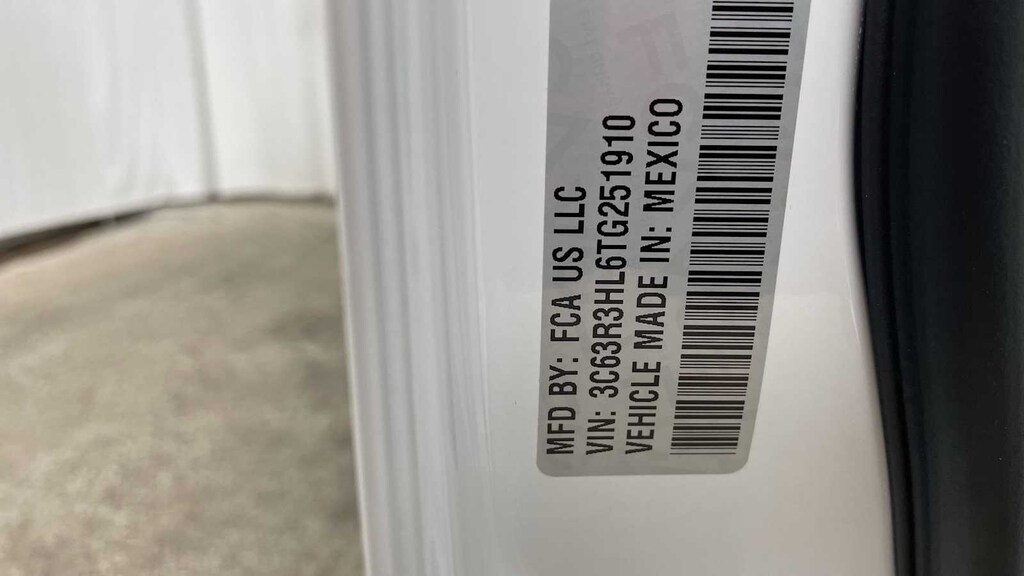 MFD BY: FCA US LLC
VIN: 3C63R3HL6TG251910
VEHICLE MADE IN: MEXICO